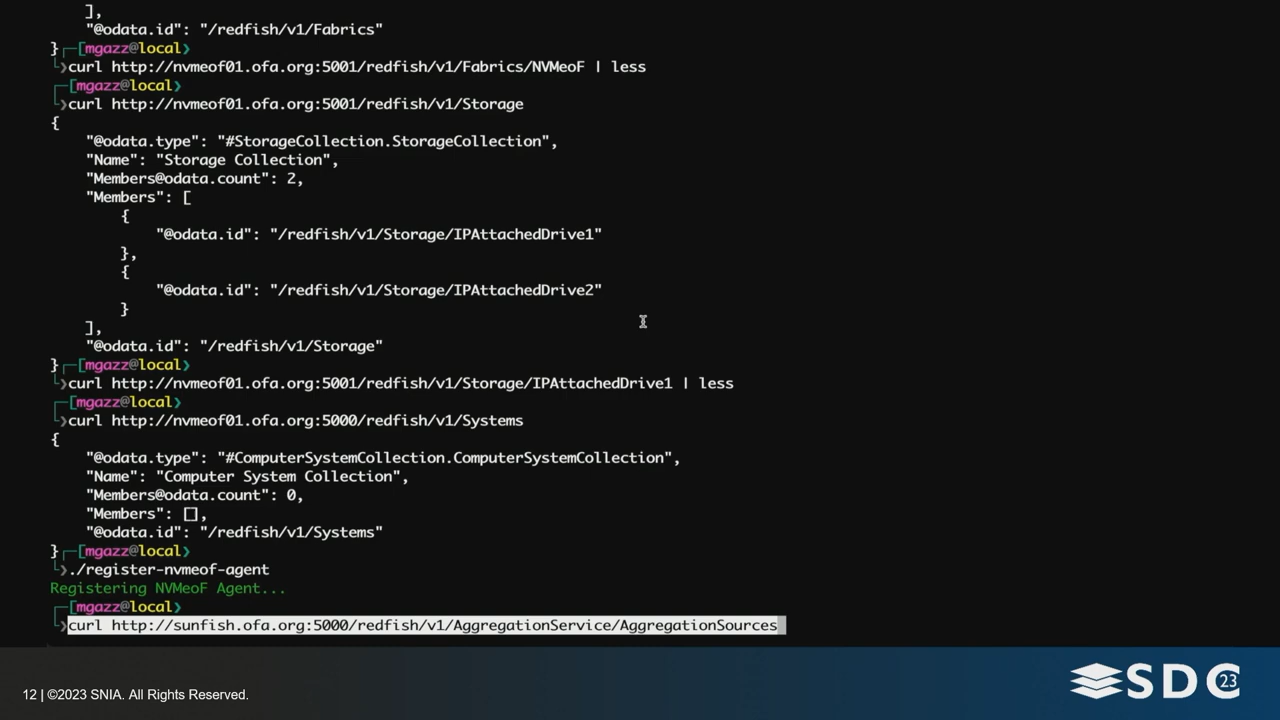 ],
    "@odata.id": "/redfish/v1/Fabrics"
}┌─[mgazz@local❯
└❯curl http://nvmeof01.ofa.org:5001/redfish/v1/Fabrics/NVMeoF | less
┌─[mgazz@local❯
└❯curl http://nvmeof01.ofa.org:5001/redfish/v1/Storage
{
    "@odata.type": "#StorageCollection.StorageCollection",
    "Name": "Storage Collection",
    "Members@odata.count": 2,
    "Members": [
        {
            "@odata.id": "/redfish/v1/Storage/IPAttachedDrive1"
        },
        {
            "@odata.id": "/redfish/v1/Storage/IPAttachedDrive2"
        }
    ],
    "@odata.id": "/redfish/v1/Storage"
}┌─[mgazz@local❯
└❯curl http://nvmeof01.ofa.org:5001/redfish/v1/Storage/IPAttachedDrive1 | less
┌─[mgazz@local❯
└❯curl http://nvmeof01.ofa.org:5000/redfish/v1/Systems
{
    "@odata.type": "#ComputerSystemCollection.ComputerSystemCollection",
    "Name": "Computer System Collection",
    "Members@odata.count": 0,
    "Members": [],
    "@odata.id": "/redfish/v1/Systems"
}┌─[mgazz@local❯
└❯./register-nvmeof-agent
Registering NVMeoF Agent...
┌─[mgazz@local❯
└❯curl http://sunfish.ofa.org:5000/redfish/v1/AggregationService/AggregationSources
12 | ©2023 SNIA. All Rights Reserved.
SDC 23